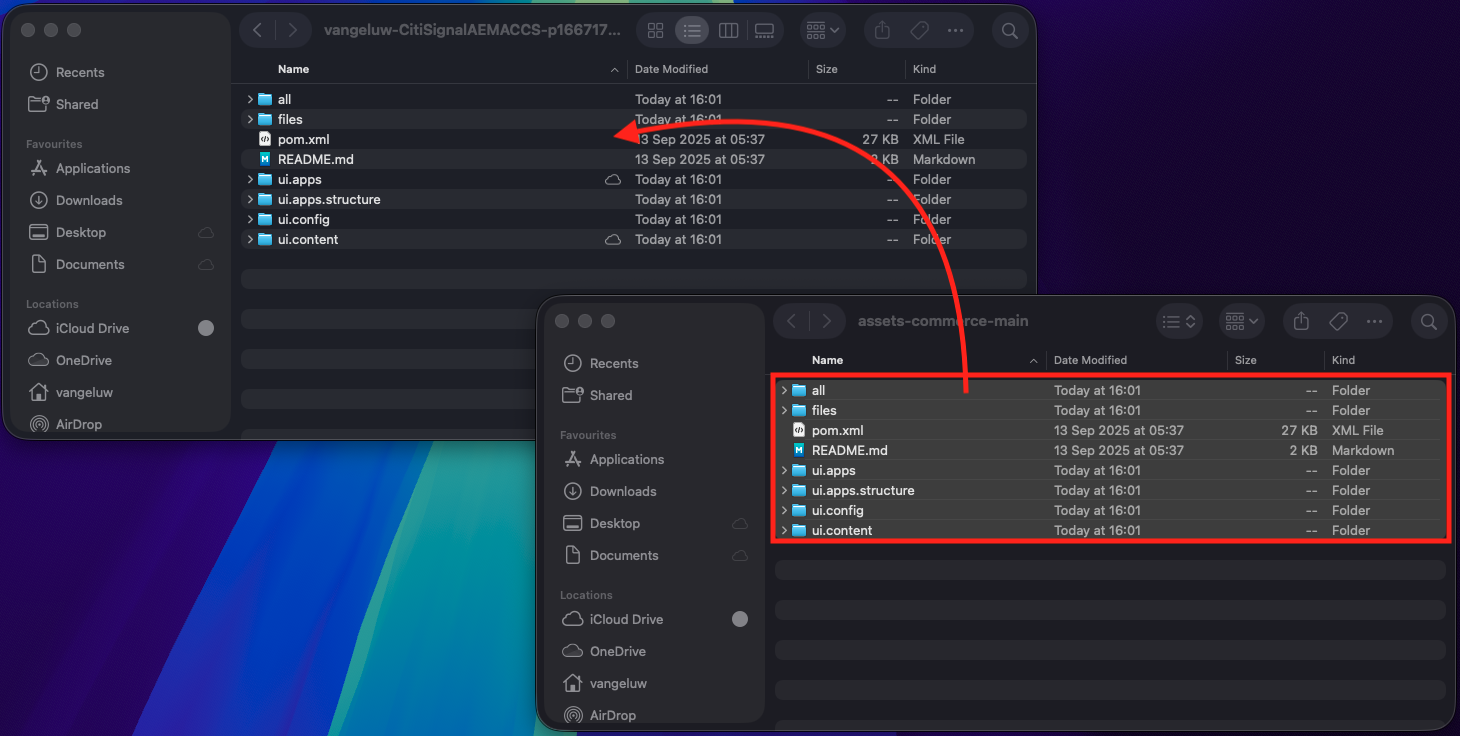 vangeluw-CitiSignalAEMACCS-p166717...
Recents
Shared
Favourites
Applications
Downloads
Desktop
Documents
Locations
iCloud Drive
OneDrive
vangeluw
AirDrop
Name Date Modified Size Kind
all Today at 16:01 -- Folder
files Today at 16:01 -- Folder
pom.xml 13 Sep 2025 at 05:37 27 KB XML File
README.md 13 Sep 2025 at 05:37 2 KB Markdown
ui.apps Today at 16:01 -- Folder
ui.apps.structure Today at 16:01 -- Folder
ui.config Today at 16:01 -- Folder
ui.content Today at 16:01 -- Folder
assets-commerce-main
Recents
Shared
Favourites
Applications
Downloads
Desktop
Documents
Locations
iCloud Drive
OneDrive
vangeluw
AirDrop
Name Date Modified Size Kind
all Today at 16:01 -- Folder
files Today at 16:01 -- Folder
pom.xml 13 Sep 2025 at 05:37 27 KB XML File
README.md 13 Sep 2025 at 05:37 2 KB Markdown
ui.apps Today at 16:01 -- Folder
ui.apps.structure Today at 16:01 -- Folder
ui.config Today at 16:01 -- Folder
ui.content Today at 16:01 -- Folder